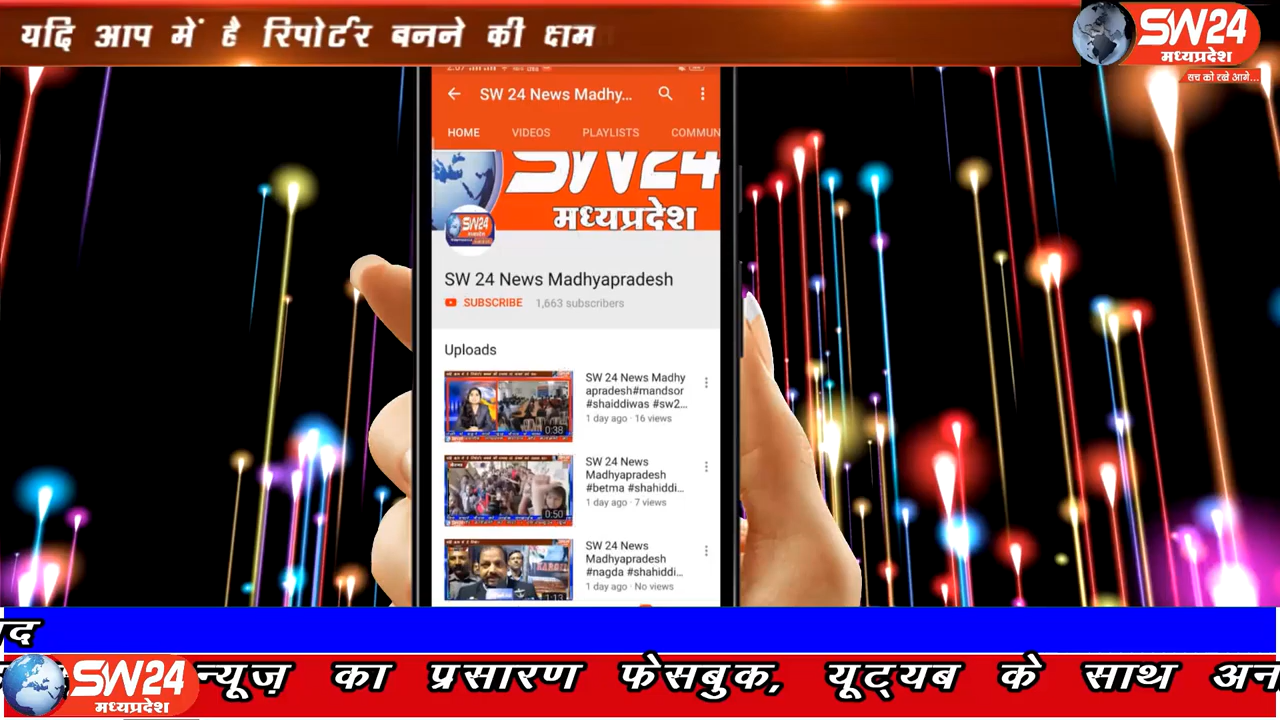 यदि आप में है रिपोर्टर बनने की क्षम
SW24
मध्यप्रदेश
सच को रखे आगे...
SW 24 News Madhy...
HOME VIDEOS PLAYLISTS COMMUN
SW24
मध्यप्रदेश
SW24
SW 24 News Madhyapradesh
SUBSCRIBE 1,663 subscribers
Uploads
SW 24 News Madhy
apradesh#mandsor
#shaiddiwas #sw2...
1 day ago · 16 views
0:38
SW 24 News
Madhyapradesh
#betma #shahiddi...
1 day ago · 7 views
0:50
SW 24 News
Madhyapradesh
#nagda #shahiddi...
1 day ago · No views
1:13
SW24
मध्यप्रदेश
न्यूज़ का प्रसारण फेसबुक, यूट्यब के साथ अन